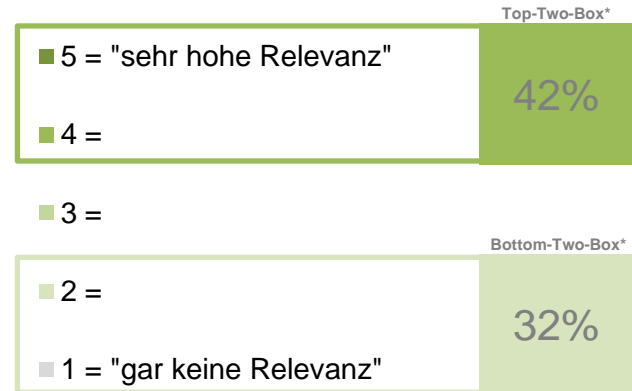 Top-Two-Box*
5 = "sehr hohe Relevanz"
42%
4 =
3 =
Bottom-Two-Box*
2 =
32%
1 = "gar keine Relevanz"